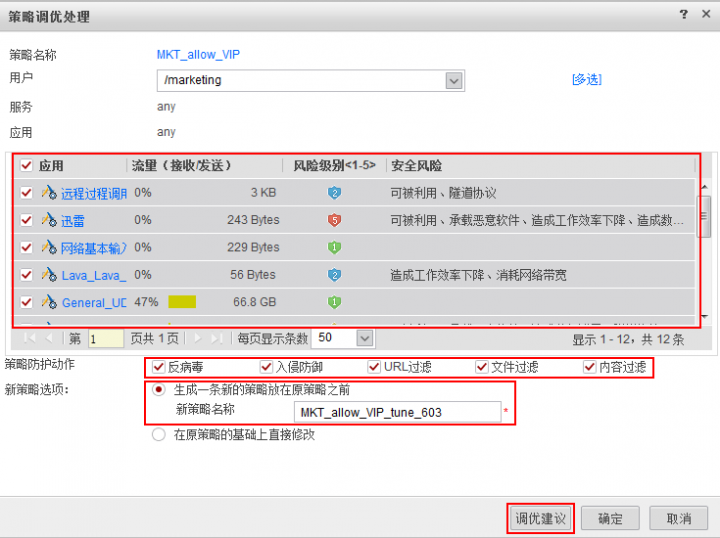 策略调优处理 ? ×
策略名称 MKT_allow_VIP
用户 /marketing [多选]
服务 any
应用 any
应用 流量（接收/发送） 风险级别<1-5> 安全风险
远程过程调用 0% 3 KB 2 可被利用、隧道协议
迅雷 0% 243 Bytes 5 可被利用、承载恶意软件、造成工作效率下降、造成数...
网络基本输入 0% 229 Bytes 1
Lava_Lava_ 0% 56 Bytes 2 造成工作效率下降、消耗网络带宽
General_UD 47% 66.8 GB 1
第 1 页共 1 页 每页显示条数 50 显示 1 - 12，共 12 条
策略防护动作 反病毒 入侵防御 URL过滤 文件过滤 内容过滤
新策略选项: 生成一条新的策略放在原策略之前
新策略名称 MKT_allow_VIP_tune_603 *
在原策略的基础上直接修改
调优建议 确定 取消